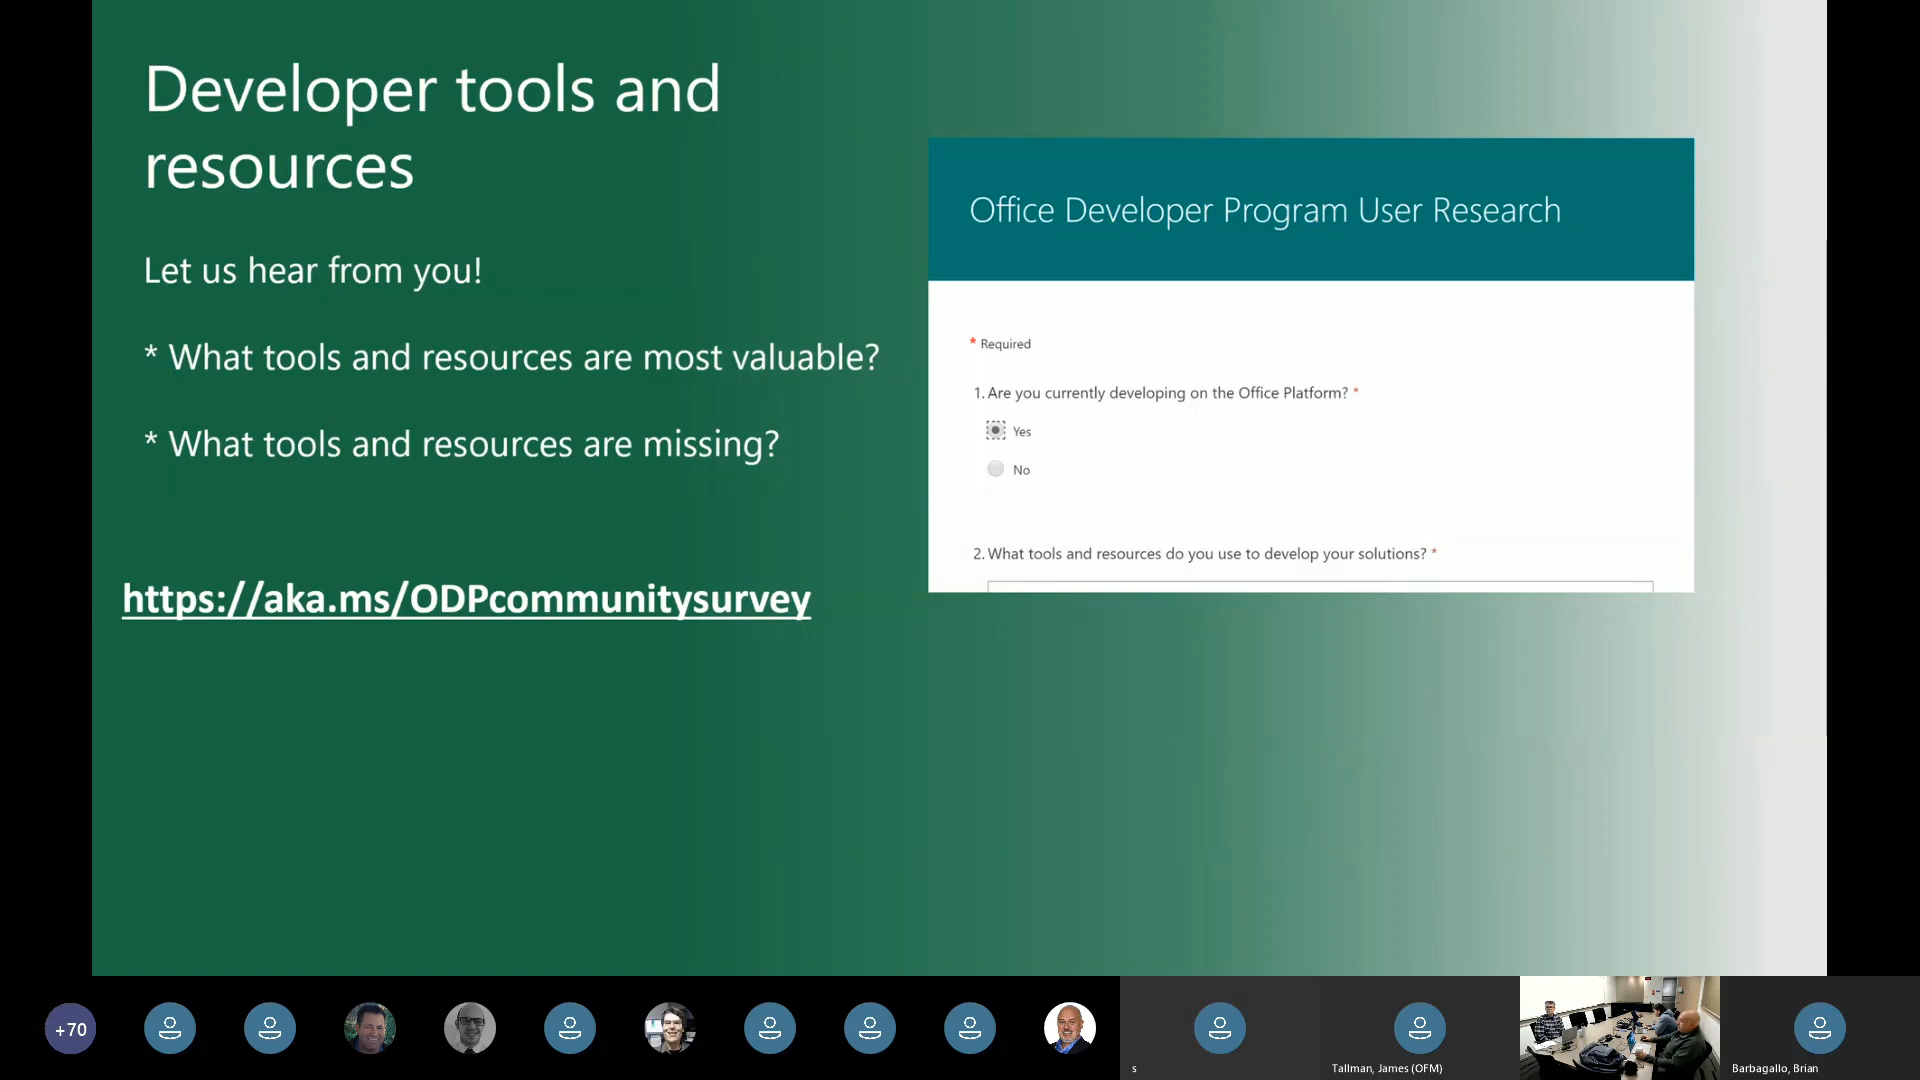 Developer tools and
resources
Let us hear from you!
* What tools and resources are most valuable?
* What tools and resources are missing?
https://aka.ms/ODPcommunitysurvey
Office Developer Program User Research
* Required
1. Are you currently developing on the Office Platform? *
Yes
No
2. What tools and resources do you use to develop your solutions? *
+70
s
Tallman, James (OFM)
Barbagallo, Brian